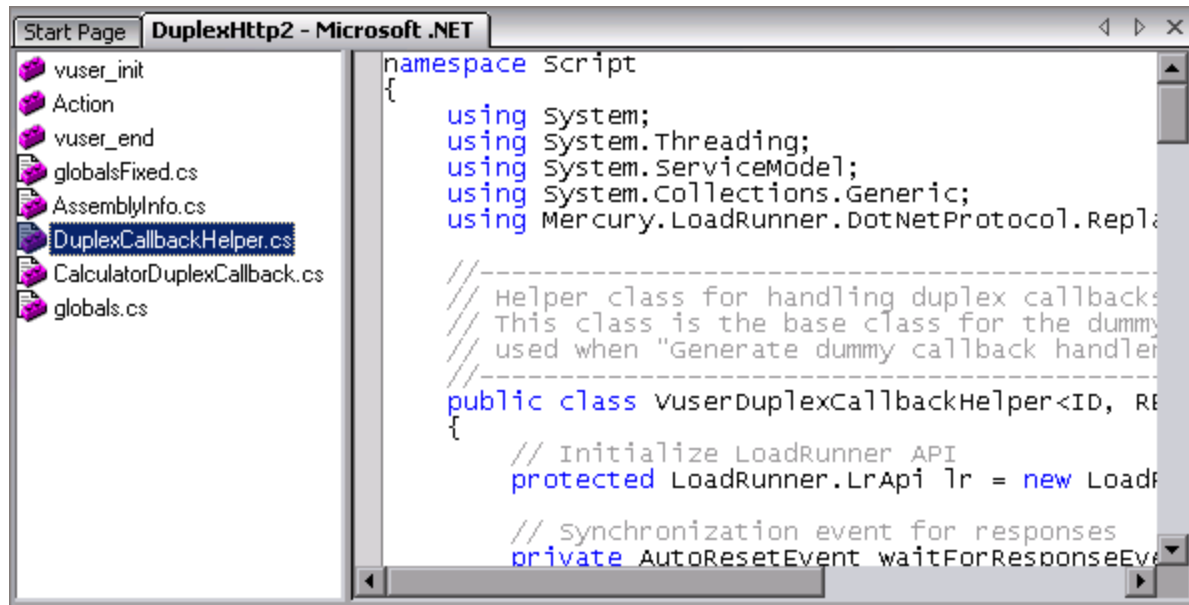 Start Page
DuplexHttp2 - Microsoft .NET
vuser_init
Action
vuser_end
globalsFixed.cs
AssemblyInfo.cs
DuplexCallbackHelper.cs
CalculatorDuplexCallback.cs
globals.cs
namespace Script
{
using System;
using System.Threading;
using System.ServiceModel;
using System.Collections.Generic;
using Mercury.LoadRunner.DotNetProtocol.Repla
//-------------------------------------------
// Helper class for handling duplex callbacks
// This class is the base class for the dummy
// used when "Generate dummy callback handler
//-------------------------------------------
public class VuserDuplexCallbackHelper<ID, RE
{
// Initialize LoadRunner API
protected LoadRunner.LrApi lr = new LoadR
// Synchronization event for responses
private AutoResetEvent waitForResponseEve